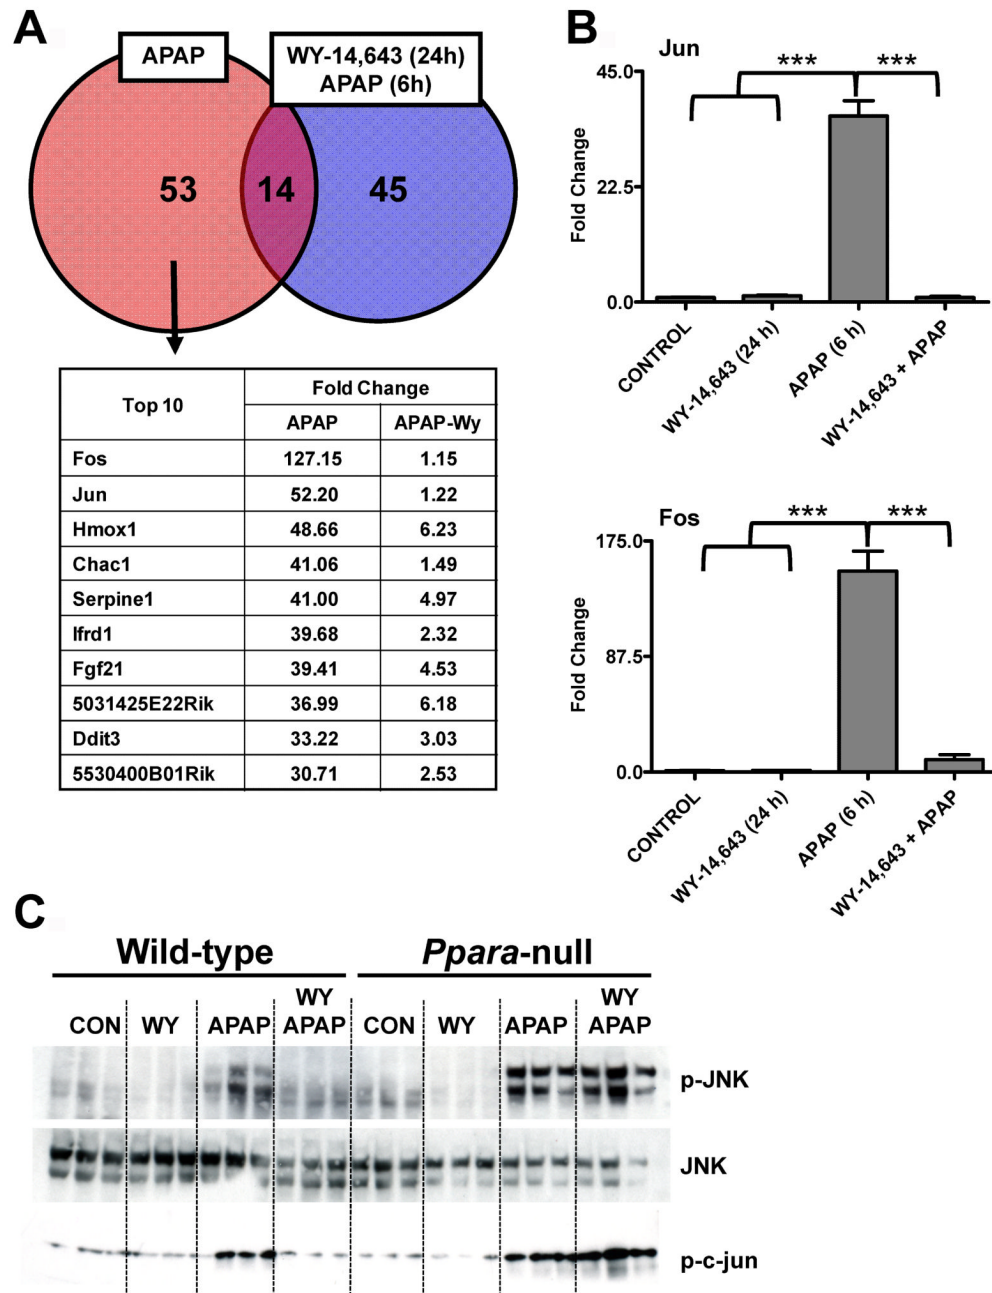 A
APAP
WY-14,643 (24h)
APAP (6h)
53 14 45
Top 10 Fold Change
APAP APAP-Wy
Fos 127.15 1.15
Jun 52.20 1.22
Hmox1 48.66 6.23
Chac1 41.06 1.49
Serpine1 41.00 4.97
Ifrd1 39.68 2.32
Fgf21 39.41 4.53
5031425E22Rik 36.99 6.18
Ddit3 33.22 3.03
5530400B01Rik 30.71 2.53
B
Jun
*** ***
45.0
22.5
0.0
Fold Change
CONTROL
WY-14,643 (24 h)
APAP (6 h)
WY-14,643 + APAP
Fos
*** ***
175.0
87.5
0.0
Fold Change
CONTROL
WY-14,643 (24 h)
APAP (6 h)
WY-14,643 + APAP
C
Wild-type Ppara-null
CON WY APAP WY APAP CON WY APAP WY APAP
p-JNK
JNK
p-c-jun